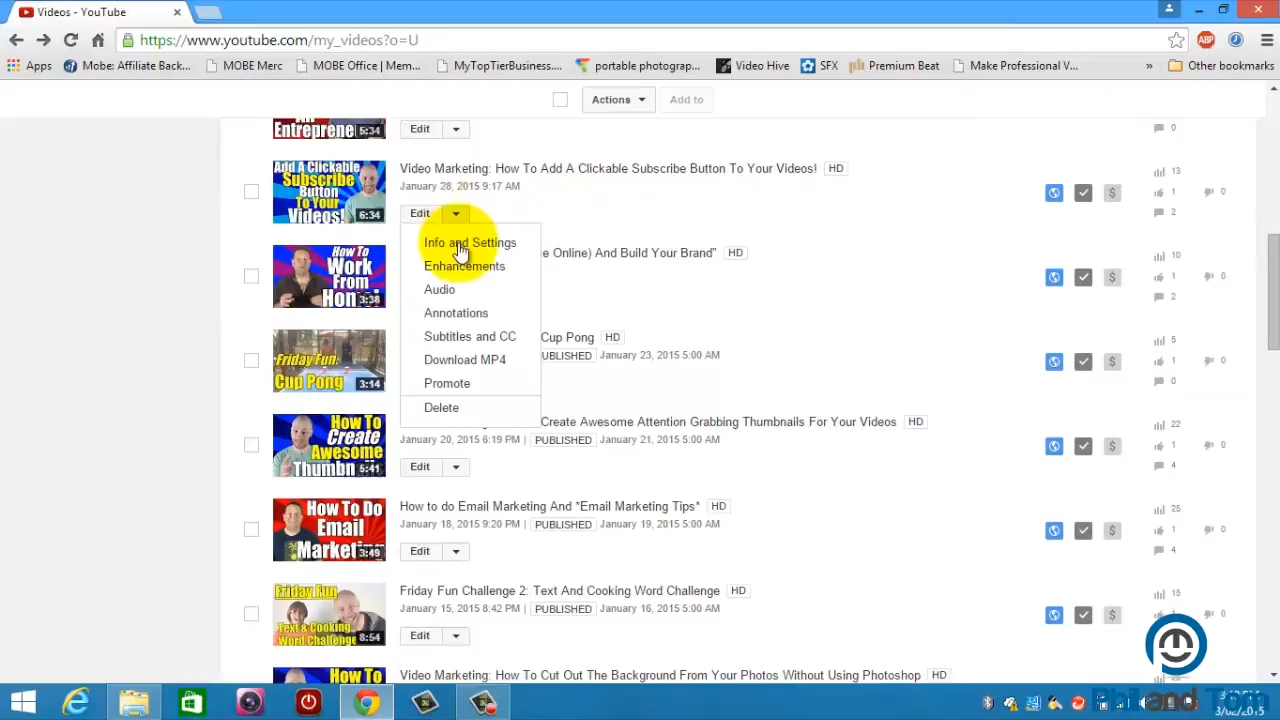 Videos - YouTube
https://www.youtube.com/my_videos?o=U
Apps
Mobe: Affiliate Back...
MOBE Merc
MOBE Office | Mem...
MyTopTierBusiness....
portable photograp...
Video Hive
SFX
Premium Beat
Make Professional V...
»
Other bookmarks
Actions
Add to
Entreprene
5:34
Edit
0
Add A Clickable
Subscribe
Button
To Your
Videos!
6:34
Video Marketing: How To Add A Clickable Subscribe Button To Your Videos! HD
January 28, 2015 9:17 AM
Edit
13
1 0
2
Info and Settings
Enhancements
Audio
Annotations
Subtitles and CC
Download MP4
Promote
Delete
How To
Work
From
Home
3:38
e Online) And Build Your Brand" HD
10
1 0
2
Friday Fun:
Cup Pong
3:14
Cup Pong HD
UBLISHED January 23, 2015 5:00 AM
5
1 0
0
How To
Create
Awesome
Thumbn
5:41
Create Awesome Attention Grabbing Thumbnails For Your Videos HD
January 20, 2015 6:19 PM | PUBLISHED January 21, 2015 5:00 AM
Edit
22
1 0
4
How To Do
Email
Marketing
3:49
How to do Email Marketing And *Email Marketing Tips* HD
January 18, 2015 9:20 PM | PUBLISHED January 19, 2015 5:00 AM
Edit
25
1 0
4
Friday Fun
Text & Cooking
Word Challenge
8:54
Friday Fun Challenge 2: Text And Cooking Word Challenge HD
January 15, 2015 8:42 PM | PUBLISHED January 16, 2015 5:00 AM
Edit
15
0
How To
Video Marketing: How To Cut Out The Background From Your Photos Without Using Photoshop HD
Phil and Tom
3/02/2015